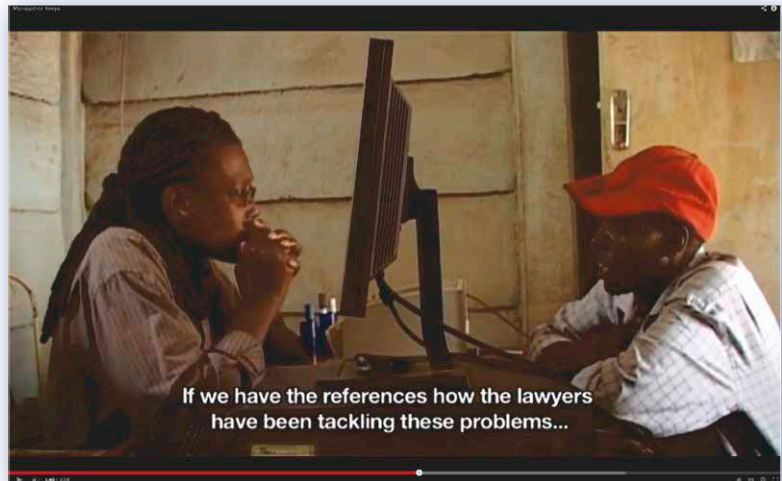 If we have the references how the lawyers
have been tackling these problems...